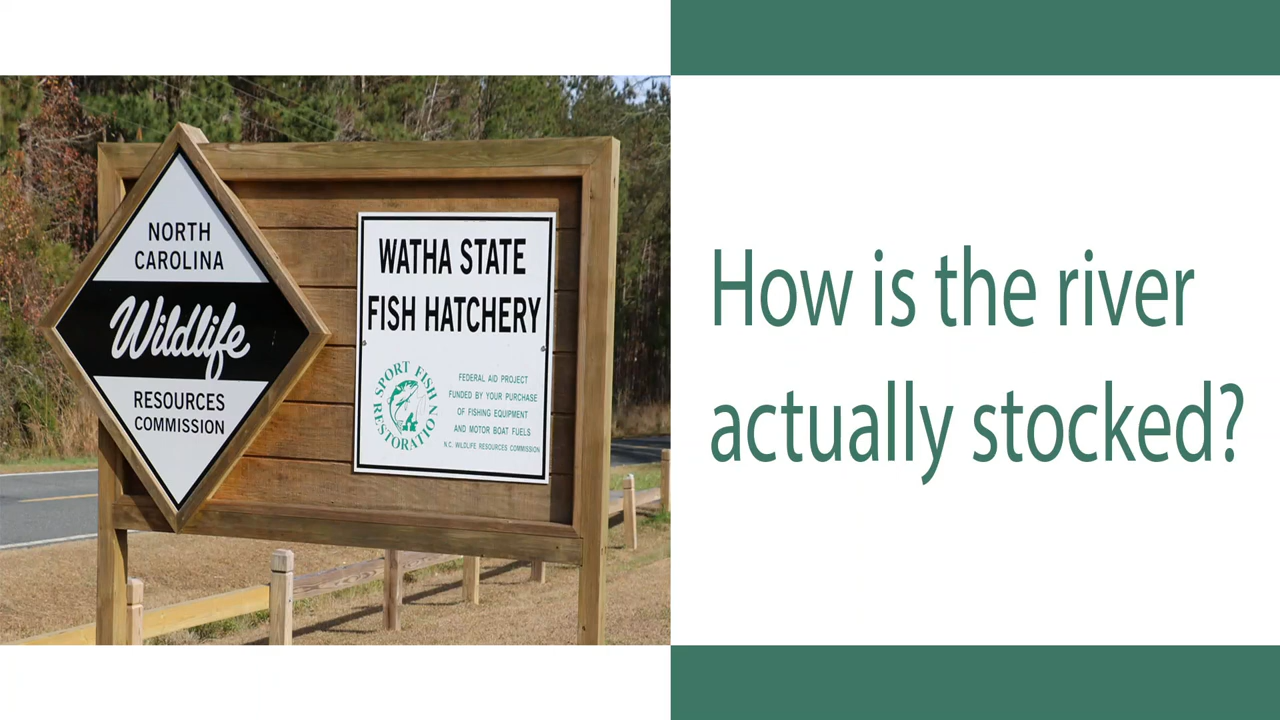 NORTH
CAROLINA
Wildlife
RESOURCES
COMMISSION
WATHA STATE
FISH HATCHERY
SPORT FISH RESTORATION
FEDERAL AID PROJECT
FUNDED BY YOUR PURCHASE
OF FISHING EQUIPMENT
AND MOTOR BOAT FUELS
N.C. WILDLIFE RESOURCES COMMISSION
How is the river
actually stocked?